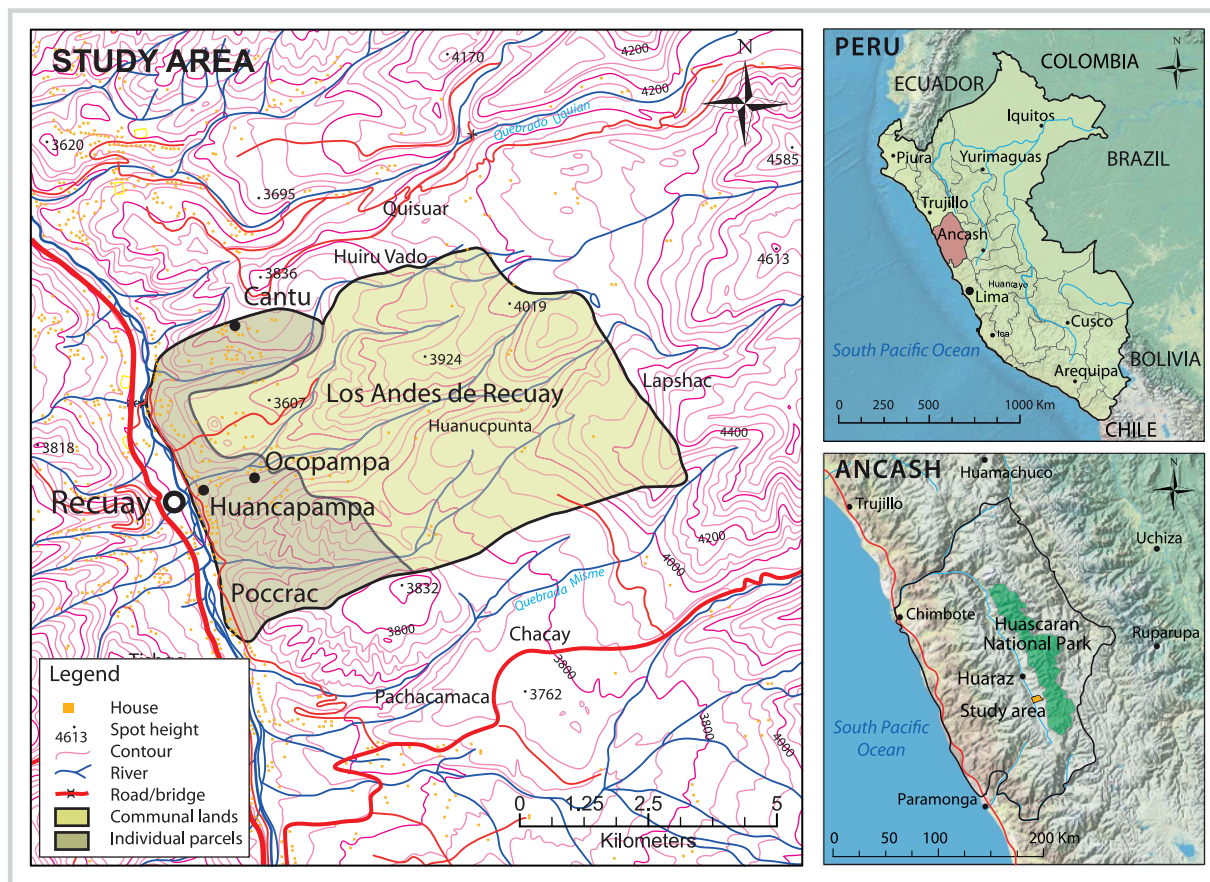 STUDY AREA
N
4170
4200
4200
Quebrado Uquian
3620
4585
3695
Quisuar
Huiru Vado
4613
3836
Cantu
4019
3924
Lapshac
Los Andes de Recuay
3607
Huanucpunta
4400
3818
Ocopampa
Recuay
Huancapampa
4200
4600
Poccrac
3832
Quebrada Misme
3800
Chacay
3800
Pachacamaca
3762
3800
4000
Legend
House
4613
Spot height
Contour
River
Road/bridge
Communal lands
Individual parcels
0 1.25 2.5 5
Kilometers
PERU
N
COLOMBIA
ECUADOR
Iquitos
Piura
Yurimaguas
BRAZIL
Trujillo
Ancash
Huancayo
Lima
Ica
Cusco
South Pacific Ocean
BOLIVIA
Arequipa
0 250 500 1000 Km
CHILE
ANCASH
Huamachuco
N
Trujillo
Uchiza
Chimbote
Huascaran
National Park
Ruparupa
Huaraz
Study area
South Pacific
Ocean
Paramonga
0 50 100 200 Km